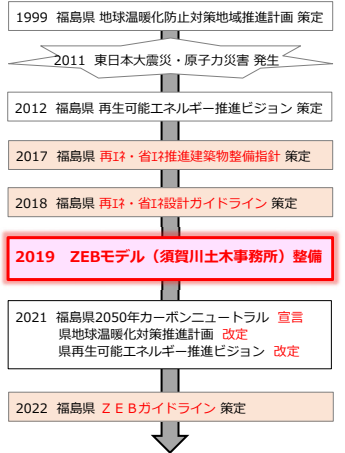 1999 福島県 地球温暖化防止対策地域推進計画 策定
2011 東日本大震災・原子力災害 発生
2012 福島県 再生可能エネルギー推進ビジョン 策定
2017 福島県 再ｴﾈ・省ｴﾈ推進建築物整備指針 策定
2018 福島県 再ｴﾈ・省ｴﾈ設計ガイドライン 策定
2019 ZEBモデル（須賀川土木事務所）整備
2021 福島県2050年カーボンニュートラル 宣言
県地球温暖化対策推進計画 改定
県再生可能エネルギー推進ビジョン 改定
2022 福島県 ＺＥＢガイドライン 策定